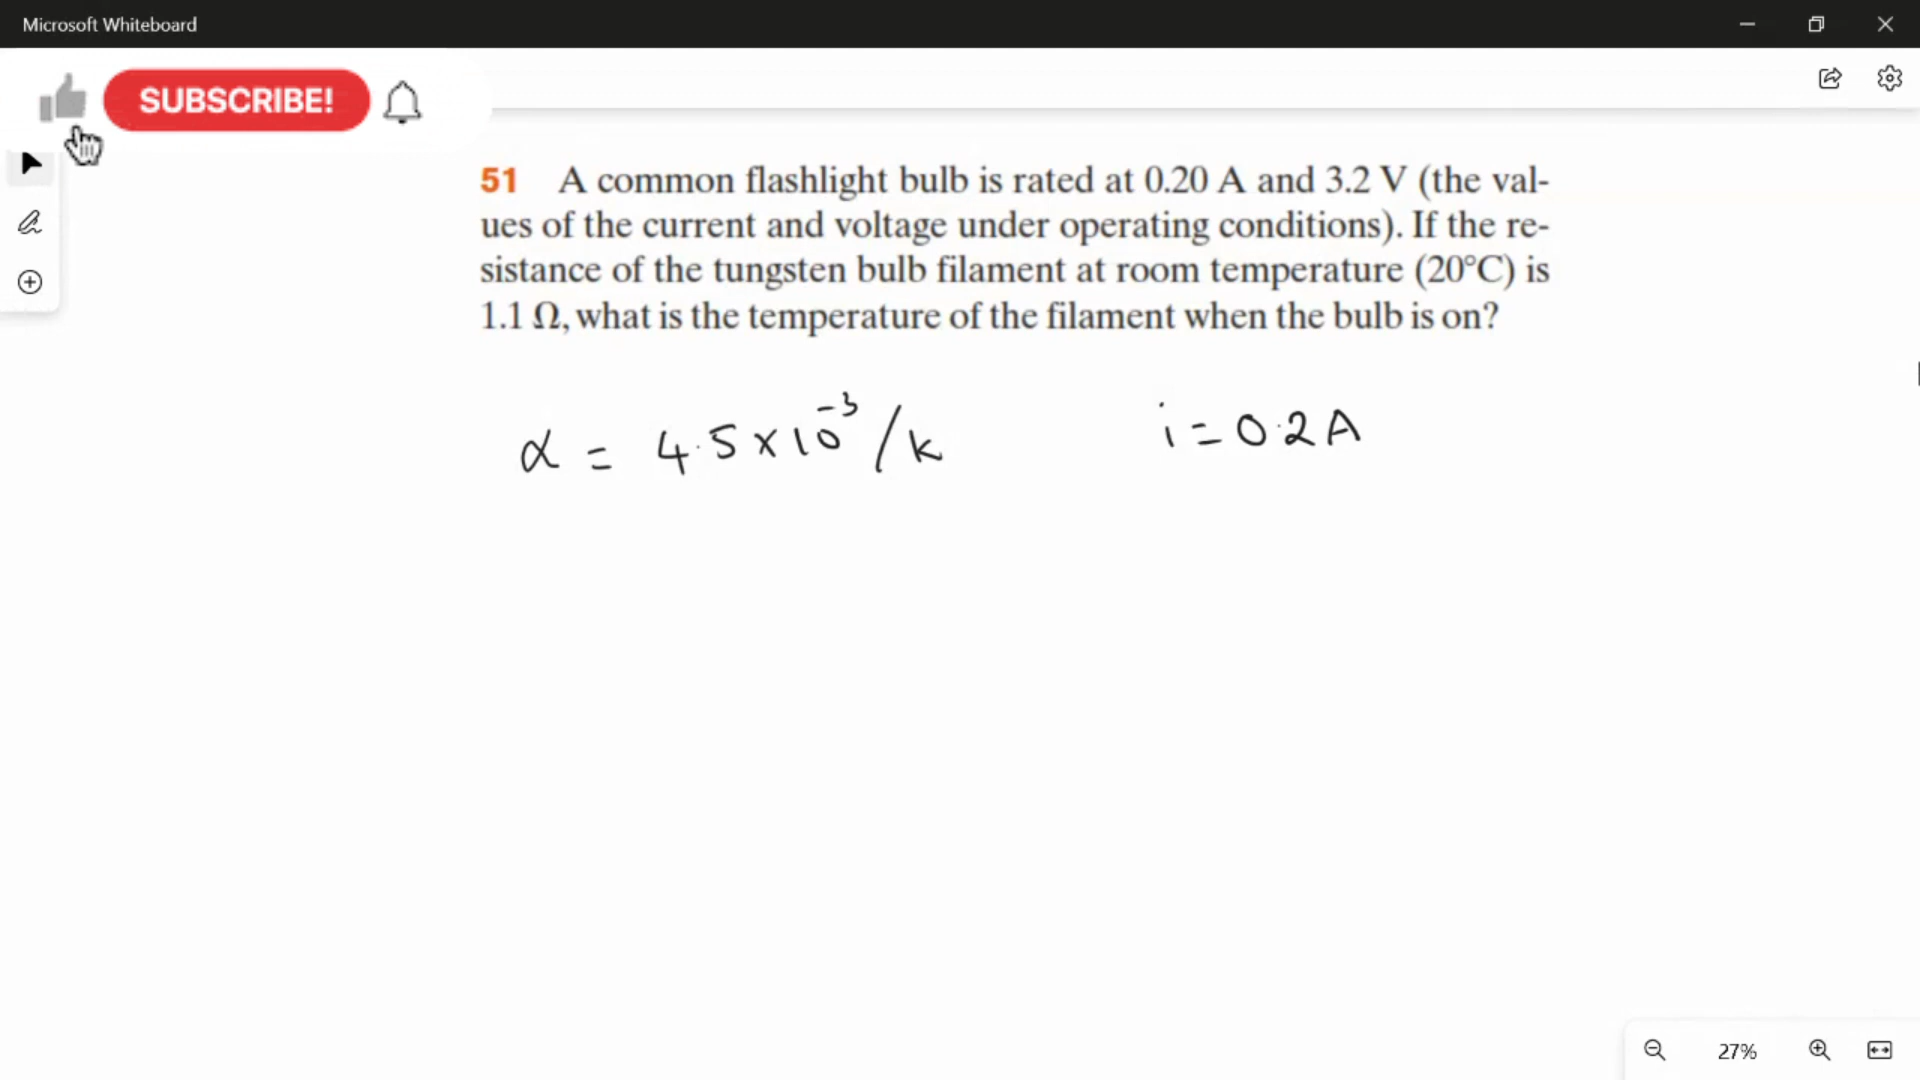 Microsoft Whiteboard
SUBSCRIBE!
51 A common flashlight bulb is rated at 0.20 A and 3.2 V (the val-
ues of the current and voltage under operating conditions). If the re-
sistance of the tungsten bulb filament at room temperature (20°C) is
1.1 Ω, what is the temperature of the filament when the bulb is on?
α = 4.5×10⁻³/k i=0.2A
27%